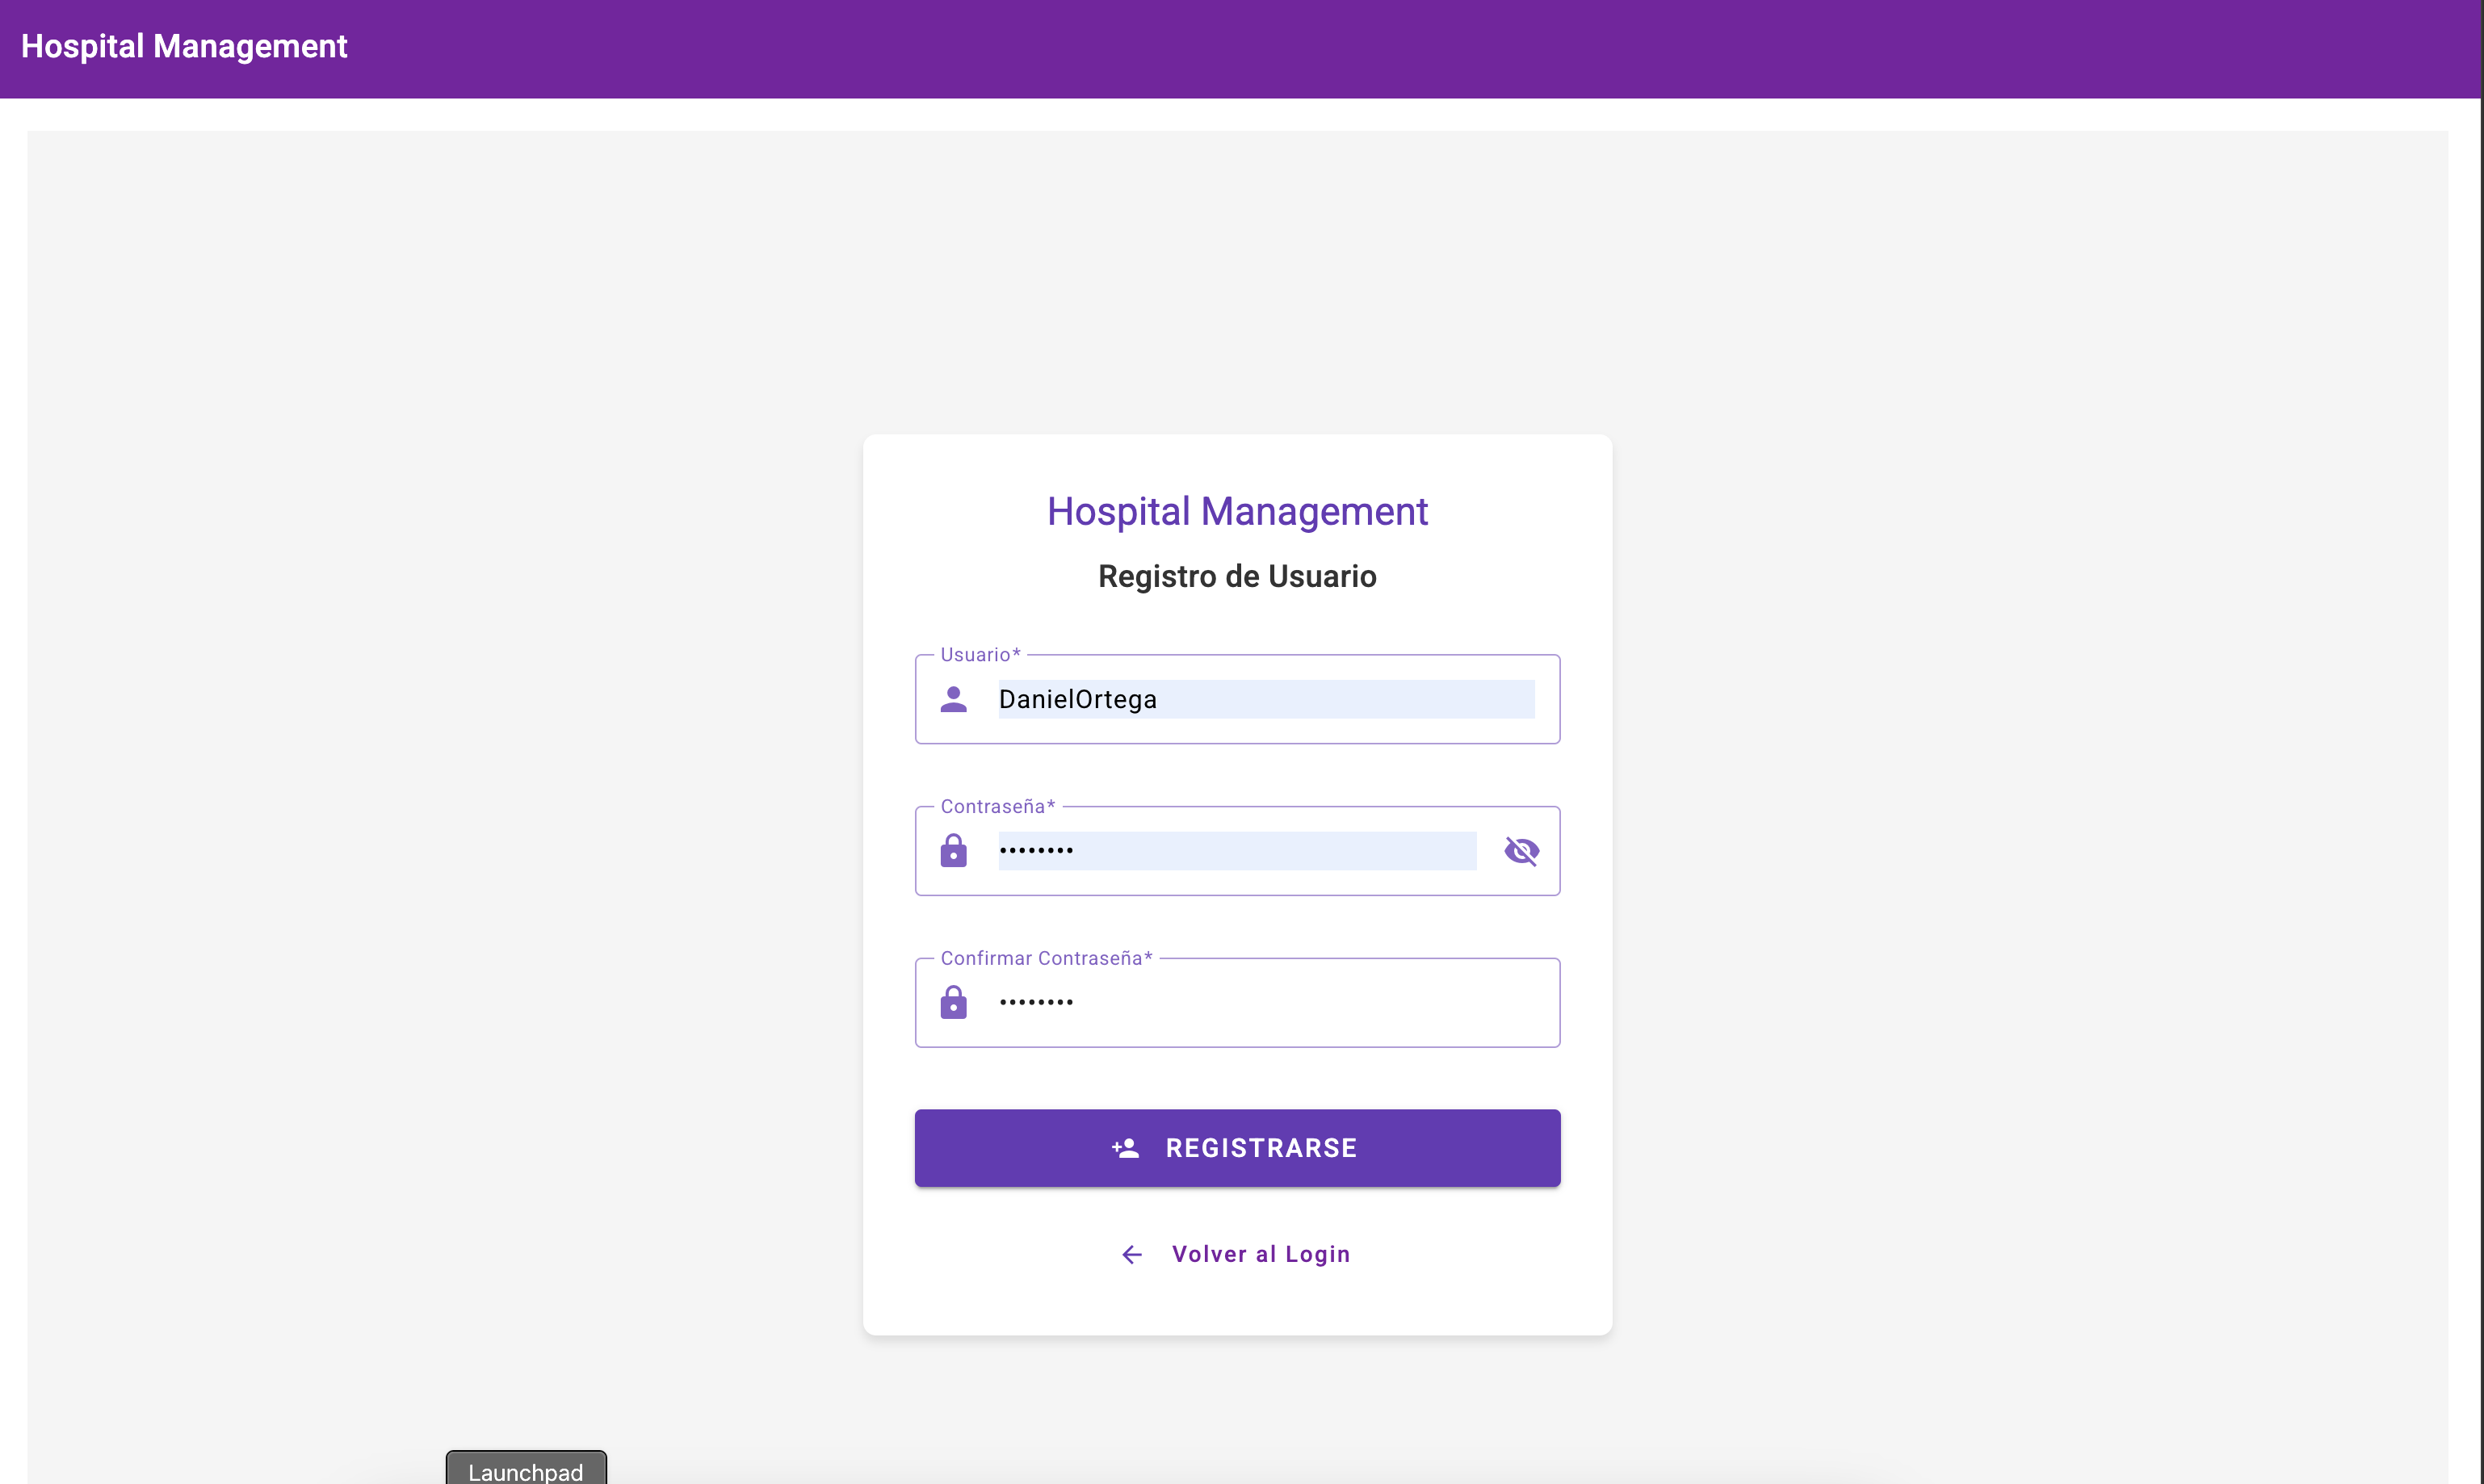 Hospital Management
Hospital Management
Registro de Usuario
Usuario*
DanielOrtega
Contraseña*
••••••••
Confirmar Contraseña*
••••••••
REGISTRARSE
Volver al Login
Launchpad